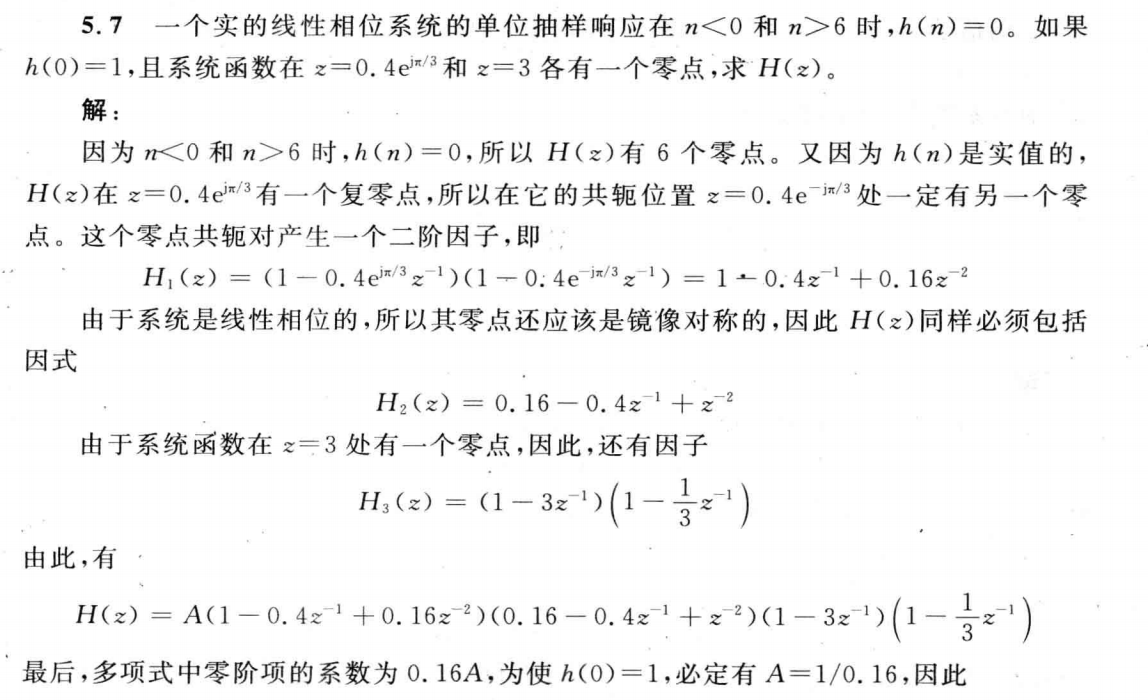 5.7 一个实的线性相位系统的单位抽样响应在 n<0 和 n>6 时,h(n)=0。如果
h(0)=1,且系统函数在 z=0.4e^{jπ/3}和 z=3 各有一个零点,求 H(z)。
解:
因为 n<0 和 n>6 时,h(n)=0,所以 H(z)有 6 个零点。又因为 h(n)是实值的,
H(z)在 z=0.4e^{jπ/3}有一个复零点,所以在它的共轭位置 z=0.4e^{-jπ/3}处一定有另一个零
点。这个零点共轭对产生一个二阶因子,即
H₁(z) = (1-0.4e^{jπ/3}z^{-1})(1-0.4e^{-jπ/3}z^{-1}) = 1-0.4z^{-1}+0.16z^{-2}
由于系统是线性相位的,所以其零点还应该是镜像对称的,因此 H(z)同样必须包括
因式
H₂(z) = 0.16-0.4z^{-1}+z^{-2}
由于系统函数在 z=3 处有一个零点,因此,还有因子
H₃(z) = (1-3z^{-1})(1-\frac{1}{3}z^{-1})
由此,有
H(z) = A(1-0.4z^{-1}+0.16z^{-2})(0.16-0.4z^{-1}+z^{-2})(1-3z^{-1})(1-\frac{1}{3}z^{-1})
最后,多项式中零阶项的系数为 0.16A,为使 h(0)=1,必定有 A=1/0.16,因此